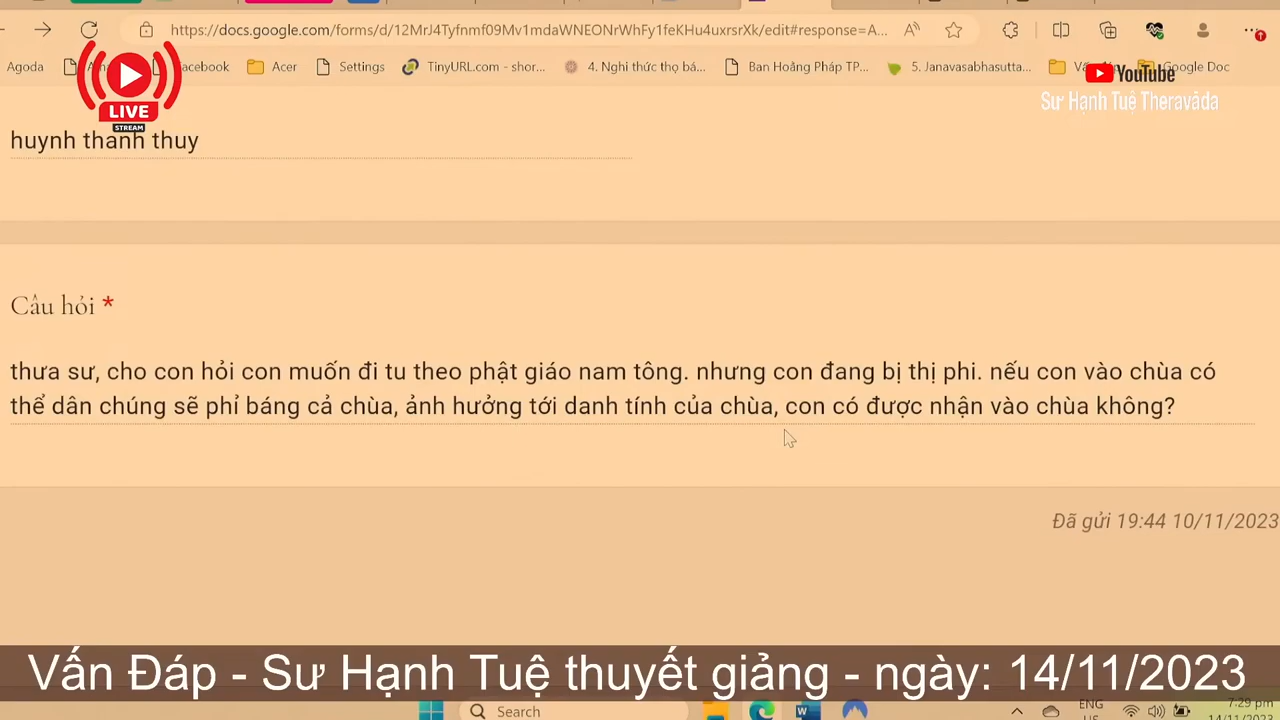 https://docs.google.com/forms/d/12MrJ4Tyfnmf09Mv1mdaWNEONrWhFy1feKHu4uxrsrXk/edit#response=A...
Agoda
acebook
Acer
Settings
TinyURL.com - shor...
4. Nghi thức thọ bá...
Ban Hoằng Pháp TP...
5. Janavasabhasutta...
Google Doc
YouTube
Sư Hạnh Tuệ Theravāda
LIVE
STREAM
huynh thanh thuy
Câu hỏi *
thưa sư, cho con hỏi con muốn đi tu theo phật giáo nam tông. nhưng con đang bị thị phi. nếu con vào chùa có
thể dân chúng sẽ phỉ báng cả chùa, ảnh hưởng tới danh tính của chùa, con có được nhận vào chùa không?
Đã gửi 19:44 10/11/2023
Vấn Đáp - Sư Hạnh Tuệ thuyết giảng - ngày: 14/11/2023
Search
ENG
7:29 pm